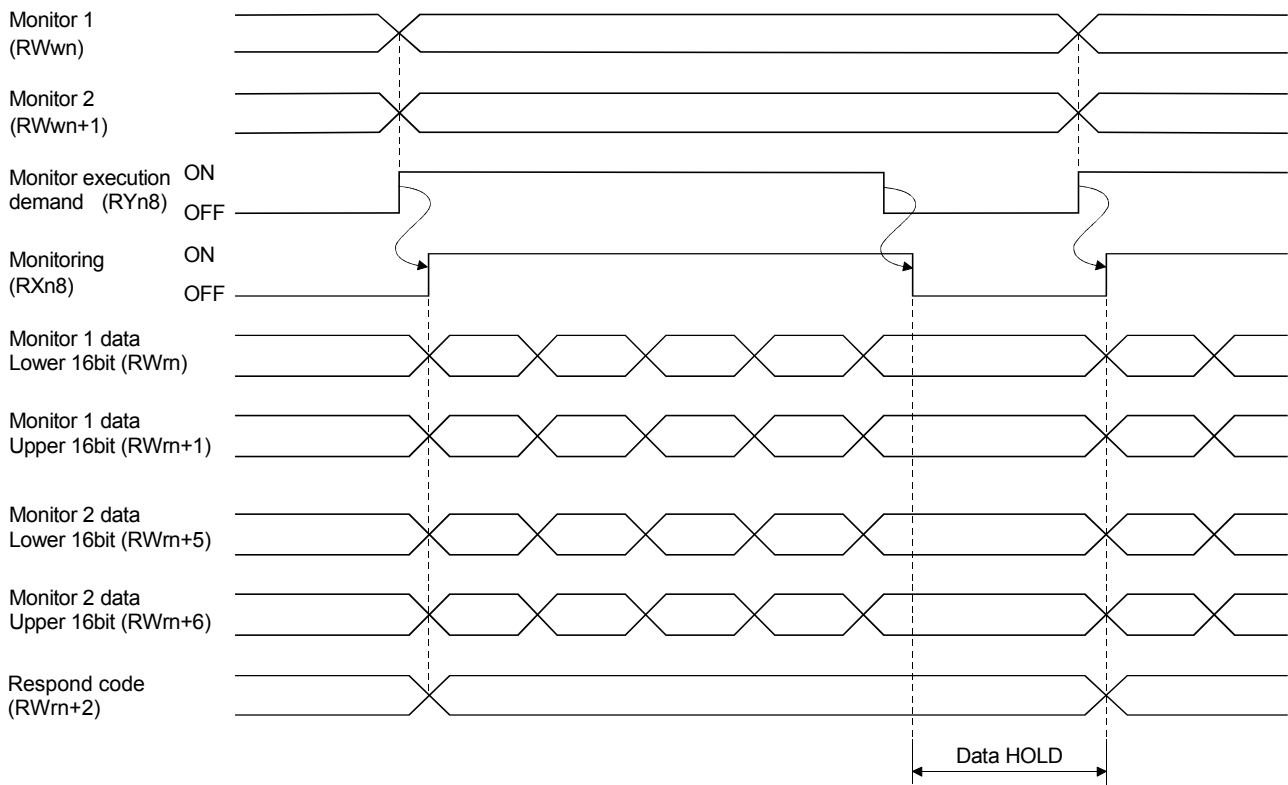 Monitor 1
(RWwn)
Monitor 2
(RWwn+1)
Monitor execution ON
demand (RYn8) OFF
Monitoring ON
(RXn8) OFF
Monitor 1 data
Lower 16bit (RWrn)
Monitor 1 data
Upper 16bit (RWrn+1)
Monitor 2 data
Lower 16bit (RWrn+5)
Monitor 2 data
Upper 16bit (RWrn+6)
Respond code
(RWrn+2)
Data HOLD